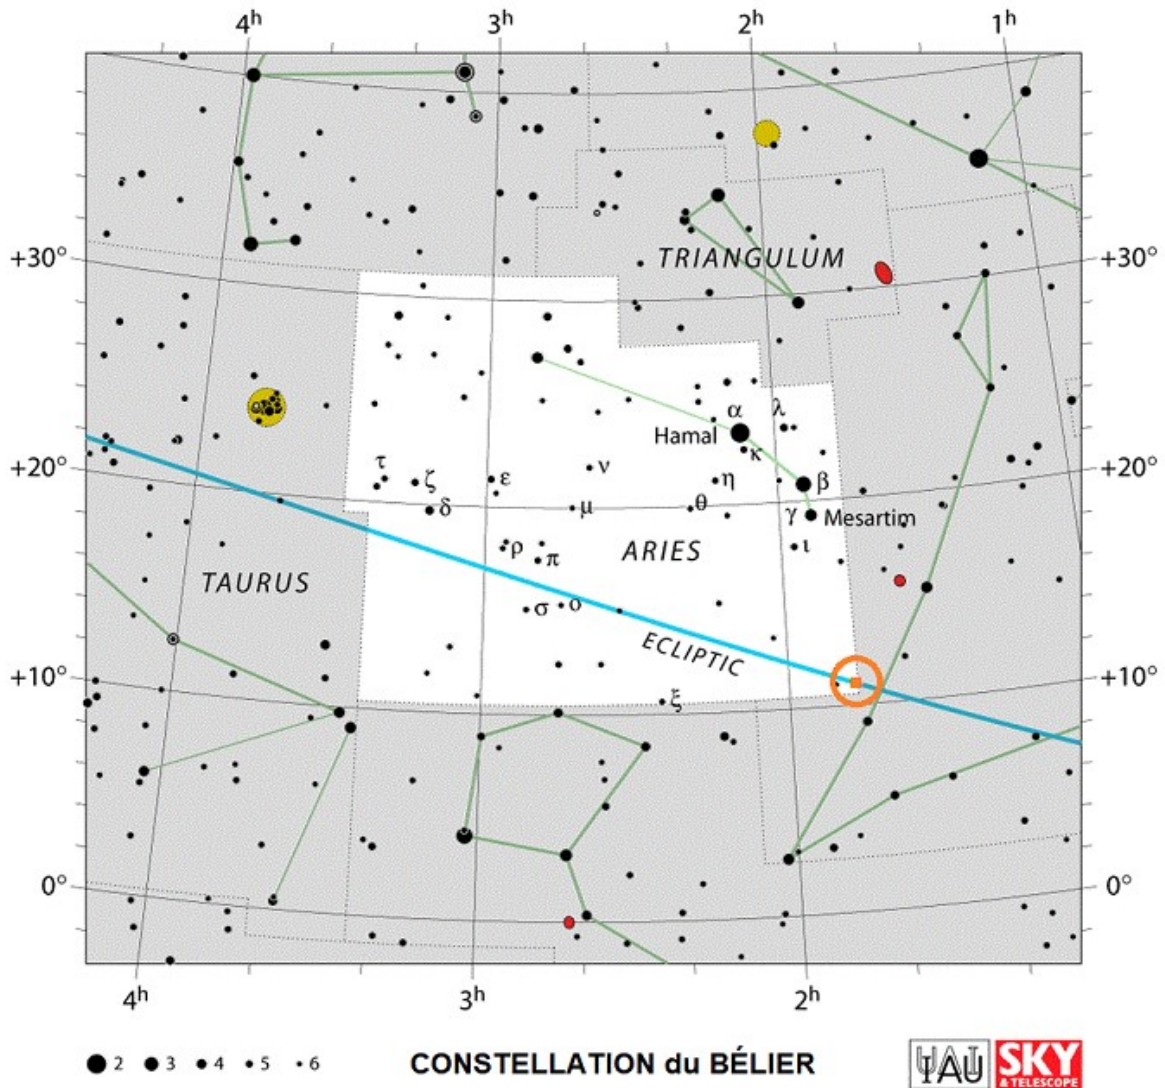 4h 3h 2h 1h
+30° TRIANGULUM +30°
α λ
Hamal
κ
+20° τ ζ ε ν η β +20°
δ μ θ γ Mesartim
ρ π ARIES ι
TAURUS
σ ο
ECLIPTIC
+10° ξ +10°
0° 0°
4h 3h 2h
2 3 4 5 6 CONSTELLATION du BÉLIER IAU SKY
& TELESCOPE